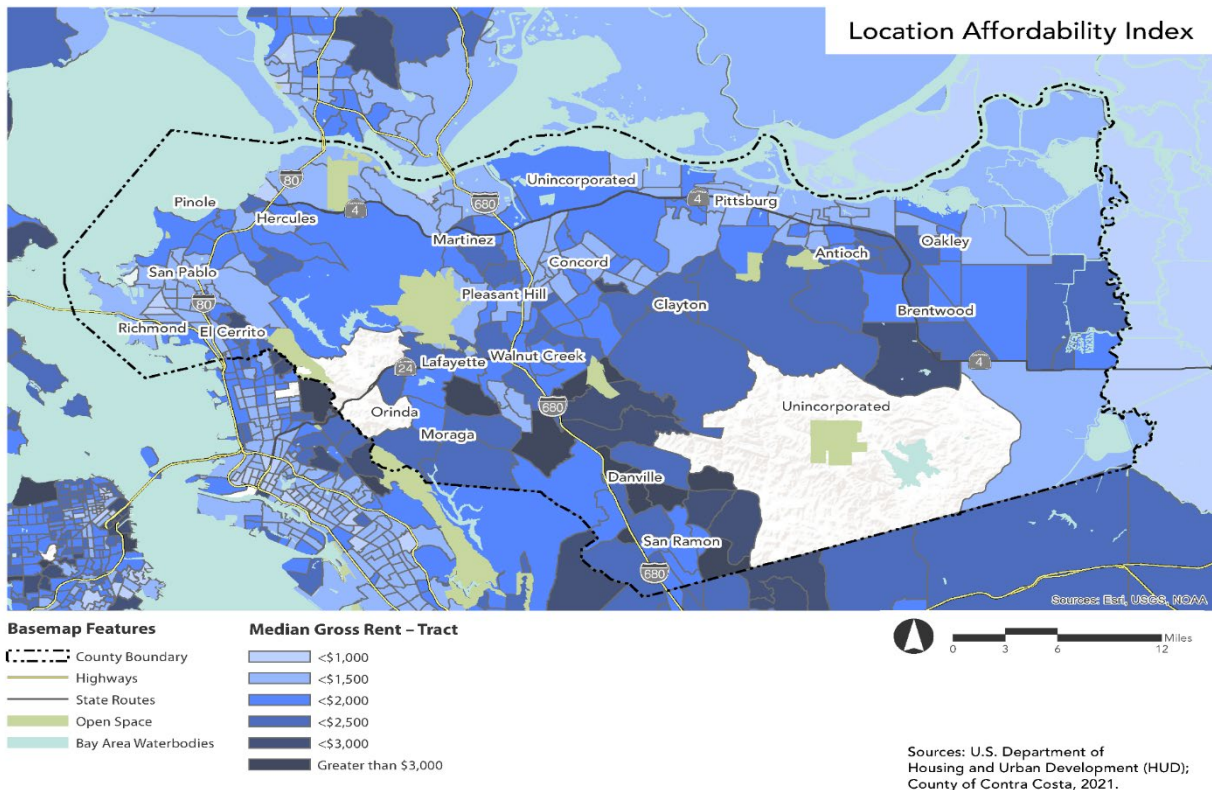 Location Affordability Index
80
Unincorporated
Pinole
Hercules
4
680
4
Pittsburg
Martinez
Antioch
Oakley
San Pablo
Concord
80
Pleasant Hill
Clayton
Brentwood
Richmond
El Cerrito
24
Lafayette
Walnut Creek
4
Orinda
680
Unincorporated
Moraga
Danville
San Ramon
680
Sources: Esri, USGS, NOAA
Basemap Features
County Boundary
Highways
State Routes
Open Space
Bay Area Waterbodies
Median Gross Rent – Tract
<$1,000
<$1,500
<$2,000
<$2,500
<$3,000
Greater than $3,000
Miles
0 3 6 12
Sources: U.S. Department of
Housing and Urban Development (HUD);
County of Contra Costa, 2021.